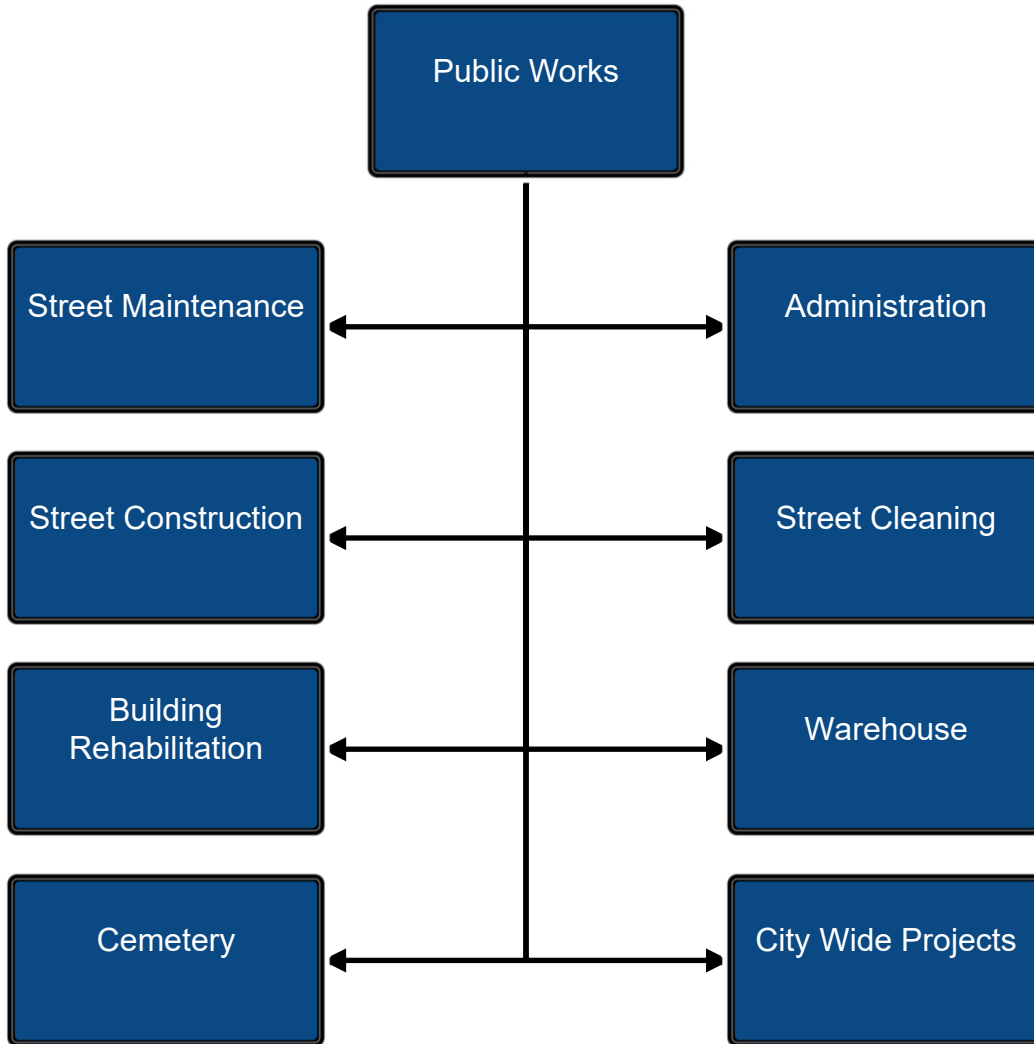 Public Works
Street Maintenance
Administration
Street Construction
Street Cleaning
Building
Rehabilitation
Warehouse
Cemetery
City Wide Projects